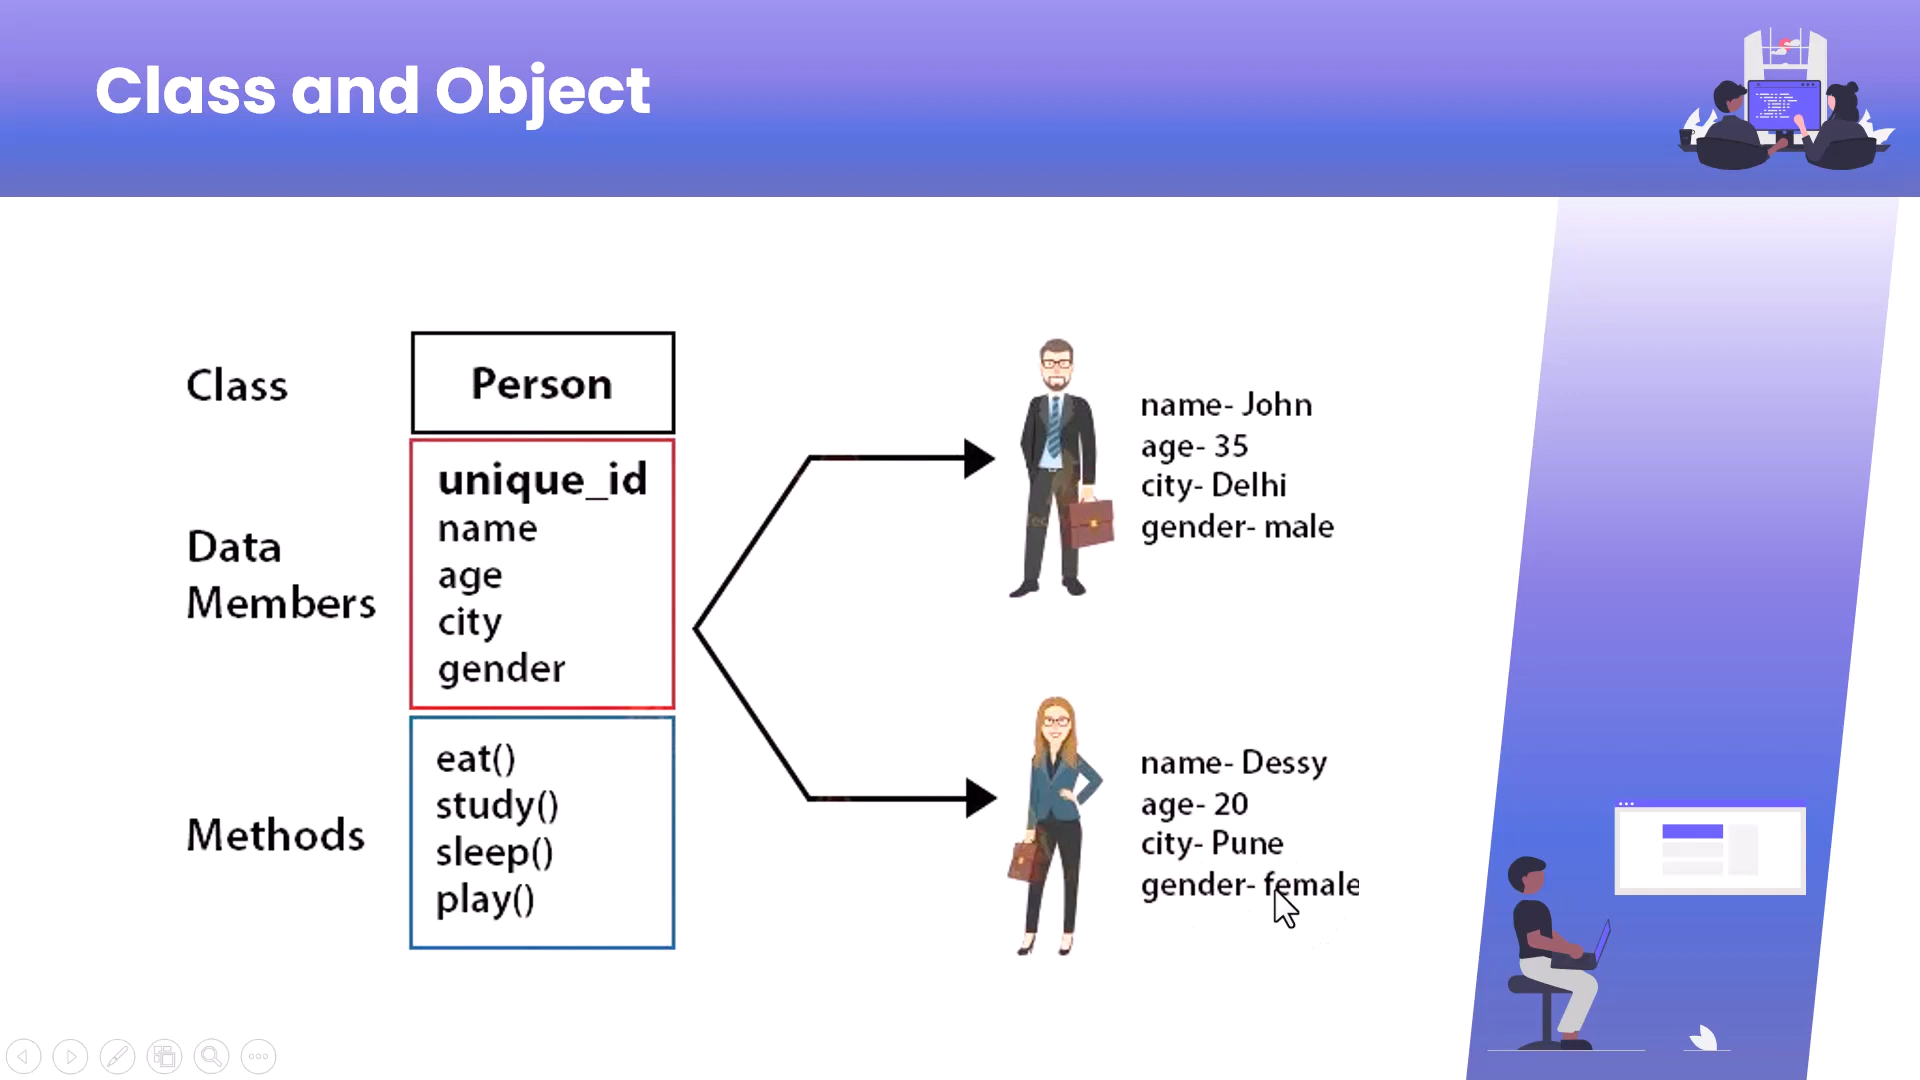 Class and Object
Class
Person
Data
Members
unique_id
name
age
city
gender
Methods
eat()
study()
sleep()
play()
name- John
age- 35
city- Delhi
gender- male
name- Dessy
age- 20
city- Pune
gender- female